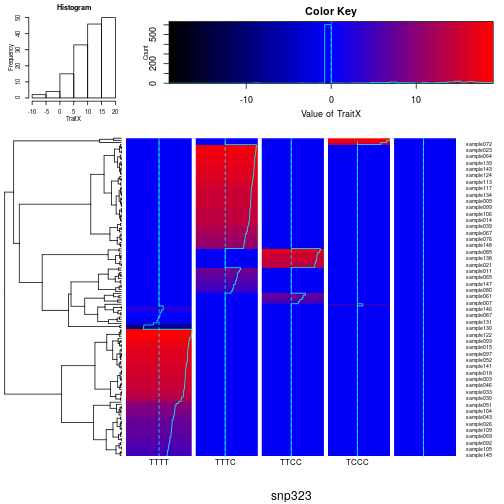 Histogram
Frequency
0 10 20 30 40 50
-10 -5 0 5 10 15 20
TraitX
Color Key
Count
0 200 500
-10 0 10
Value of TraitX
sample072
sample023
sample064
sample139
sample143
sample124
sample113
sample117
sample134
sample005
sample099
sample106
sample014
sample039
sample067
sample076
sample148
sample085
sample138
sample021
sample011
sample065
sample147
sample080
sample061
sample007
sample146
sample087
sample131
sample130
sample122
sample093
sample015
sample097
sample052
sample141
sample018
sample003
sample046
sample033
sample030
sample051
sample104
sample043
sample026
sample109
sample069
sample092
sample105
sample145
TTTT TTTC TTCC TCCC
snp323